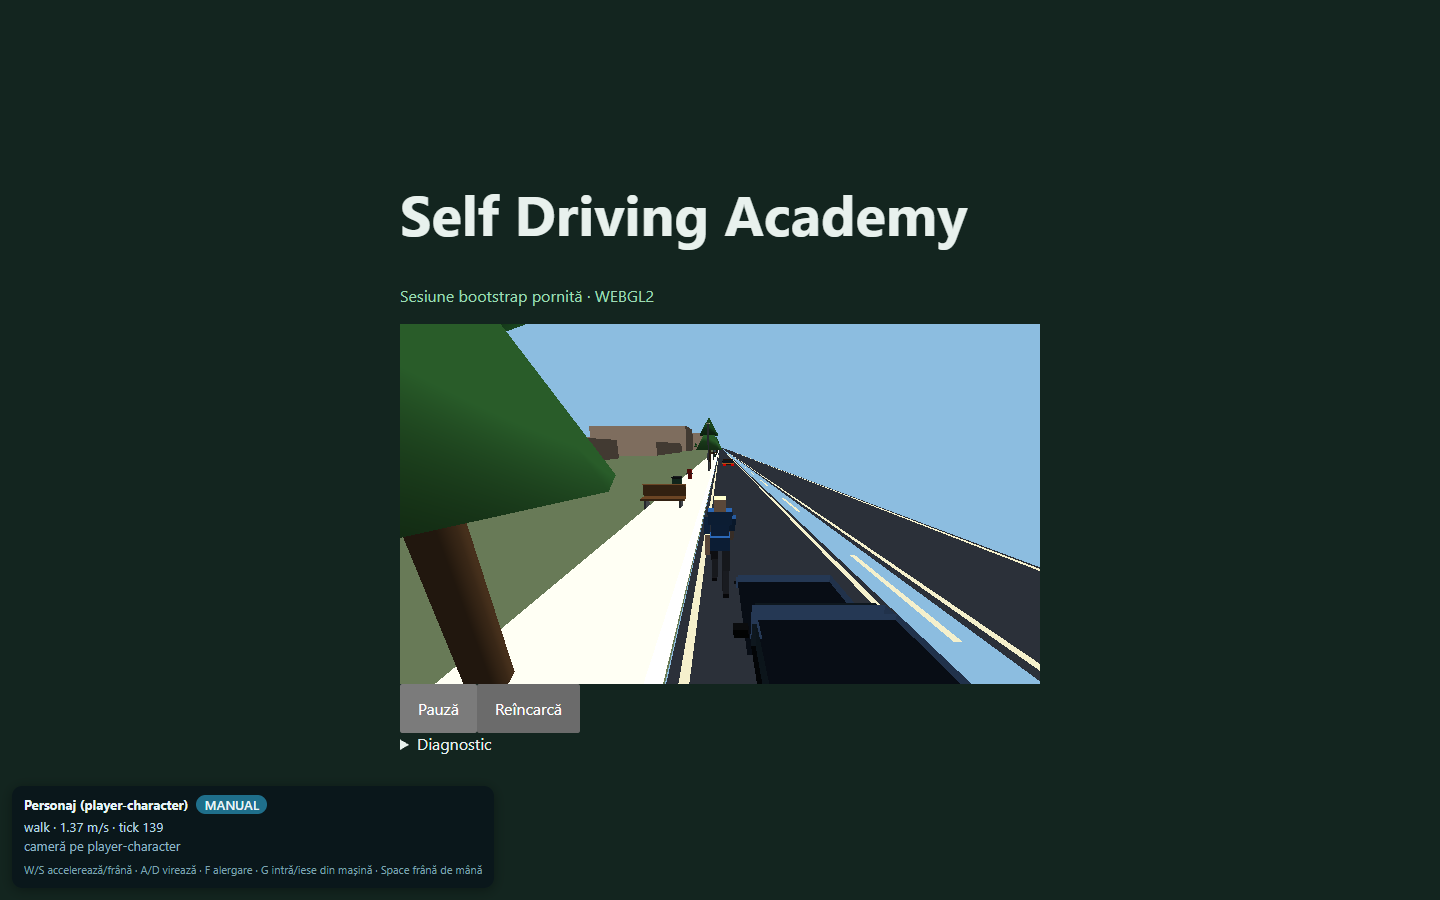 Self Driving Academy
Sesiune bootstrap pornită · WEBGL2
Pauză
Reîncarcă
Diagnostic
Personaj (player-character) MANUAL
walk · 1.37 m/s · tick 139
cameră pe player-character
W/S accelerează/frână · A/D virează · F alergare · G intră/iese din mașină · Space frână de mână